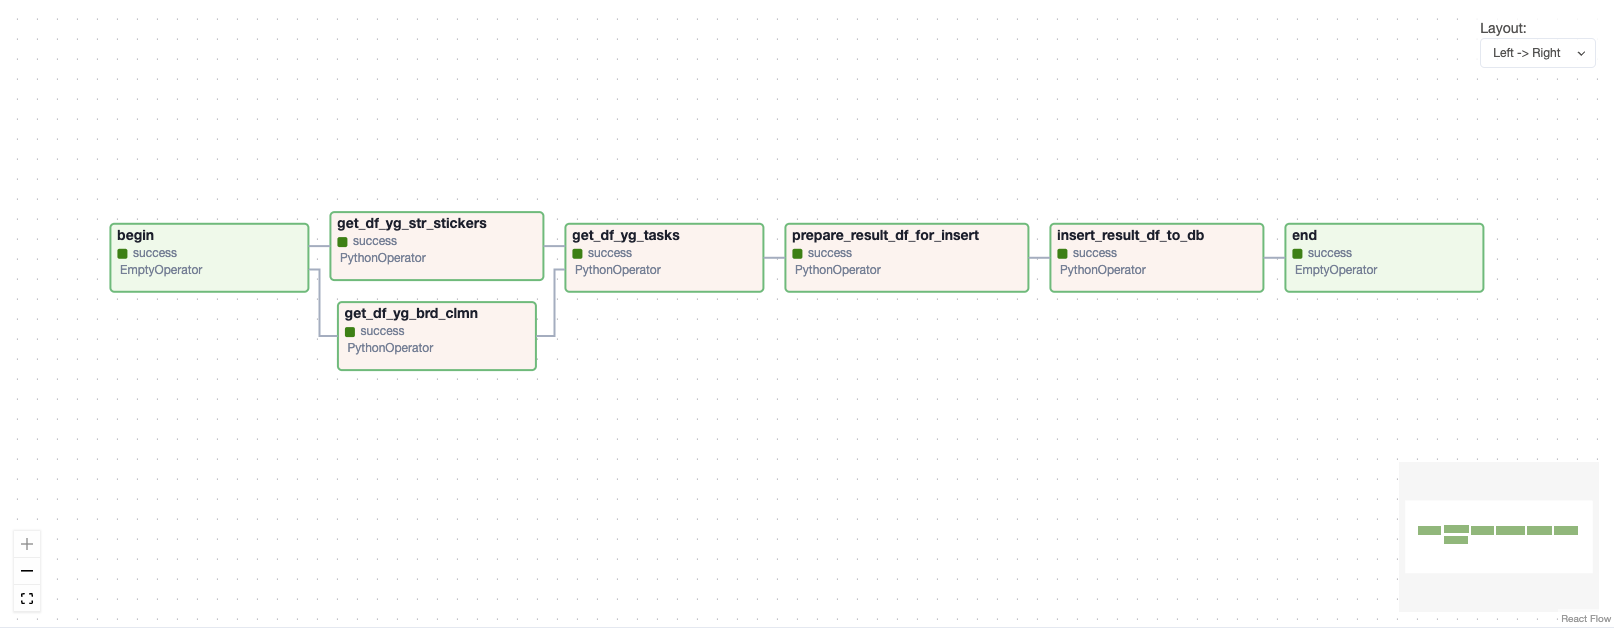 Layout:
Left -> Right
begin
success
EmptyOperator
get_df_yg_str_stickers
success
PythonOperator
get_df_yg_brd_clmn
success
PythonOperator
get_df_yg_tasks
success
PythonOperator
prepare_result_df_for_insert
success
PythonOperator
insert_result_df_to_db
success
PythonOperator
end
success
EmptyOperator
React Flow